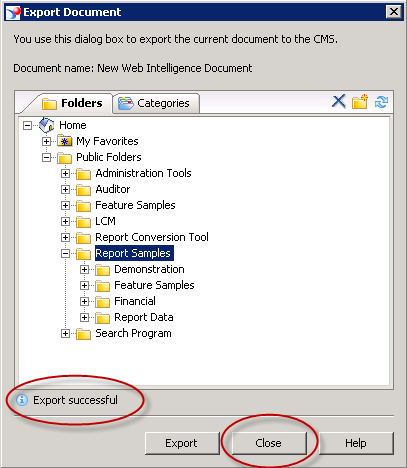 Export Document
You use this dialog box to export the current document to the CMS.
Document name: New Web Intelligence Document
Folders
Categories
Home
My Favorites
Public Folders
Administration Tools
Auditor
Feature Samples
LCM
Report Conversion Tool
Report Samples
Demonstration
Feature Samples
Financial
Report Data
Search Program
Export successful
Export
Close
Help